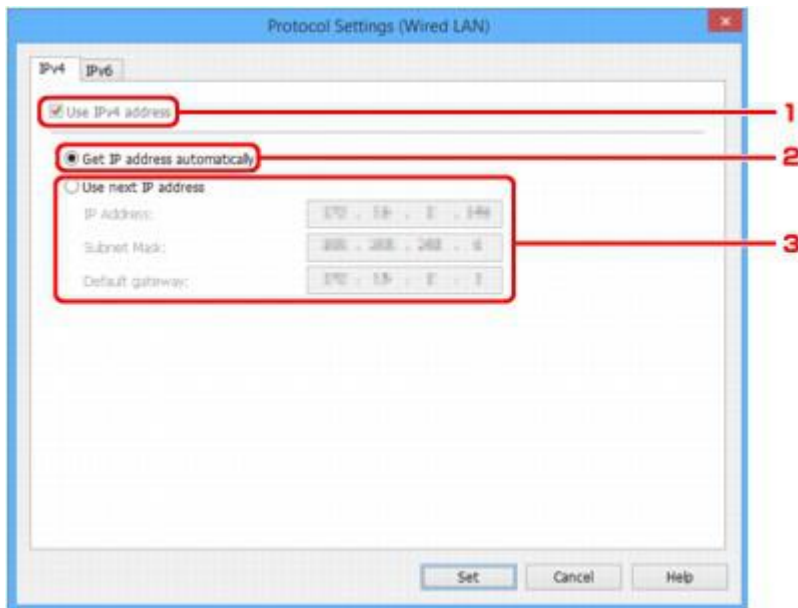 Protocol Settings (Wired LAN)
IPv4 IPv6
Use IPv4 address
1
Get IP address automatically
2
Use next IP address
IP Address:
Subnet Mask:
3
Default gateway:
Set Cancel Help